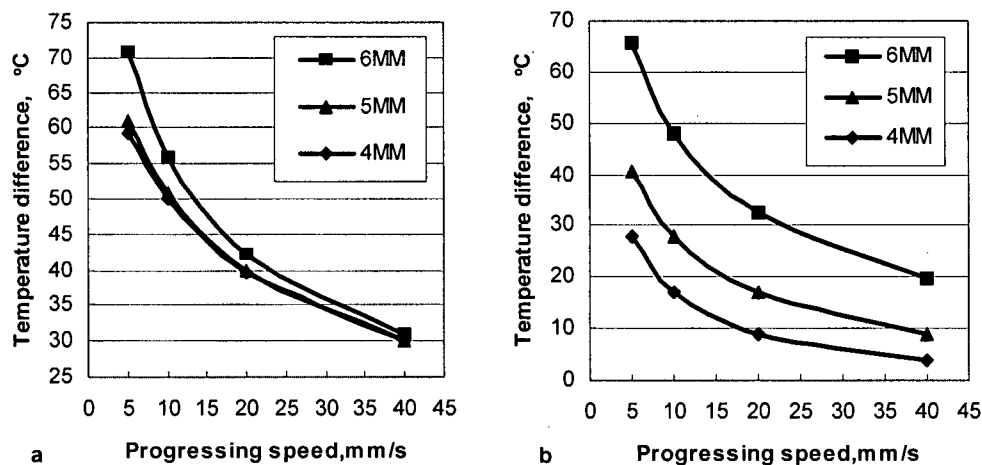 75
70
65
60
55
50
45
40
35
30
25
Temperature difference, ºC
6MM
5MM
4MM
0 5 10 15 20 25 30 35 40 45
a Progressing speed,mm/s
70
60
50
40
30
20
10
0
Temperature difference, ºC
6MM
5MM
4MM
0 5 10 15 20 25 30 35 40 45
b Progressing speed,mm/s